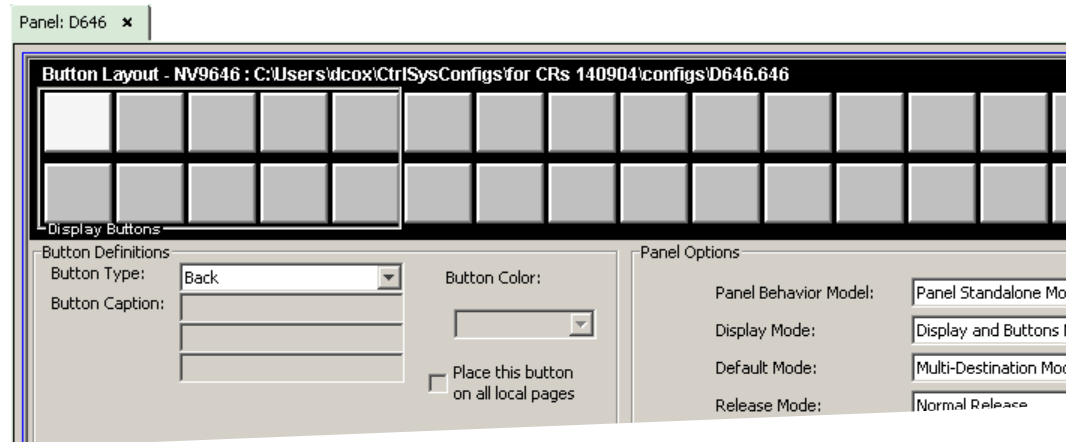 Panel: D646 ×
Button Layout - NV9646 : C:\Users\dcox\CtrlSysConfigs\for CRs 140904\configs\D646.646
Display Buttons
Button Definitions
Button Type: Back
Button Caption:
Button Color:
Place this button
on all local pages
Panel Options
Panel Behavior Model: Panel Standalone Mo
Display Mode: Display and Buttons
Default Mode: Multi-Destination Mod
Release Mode: Normal Release